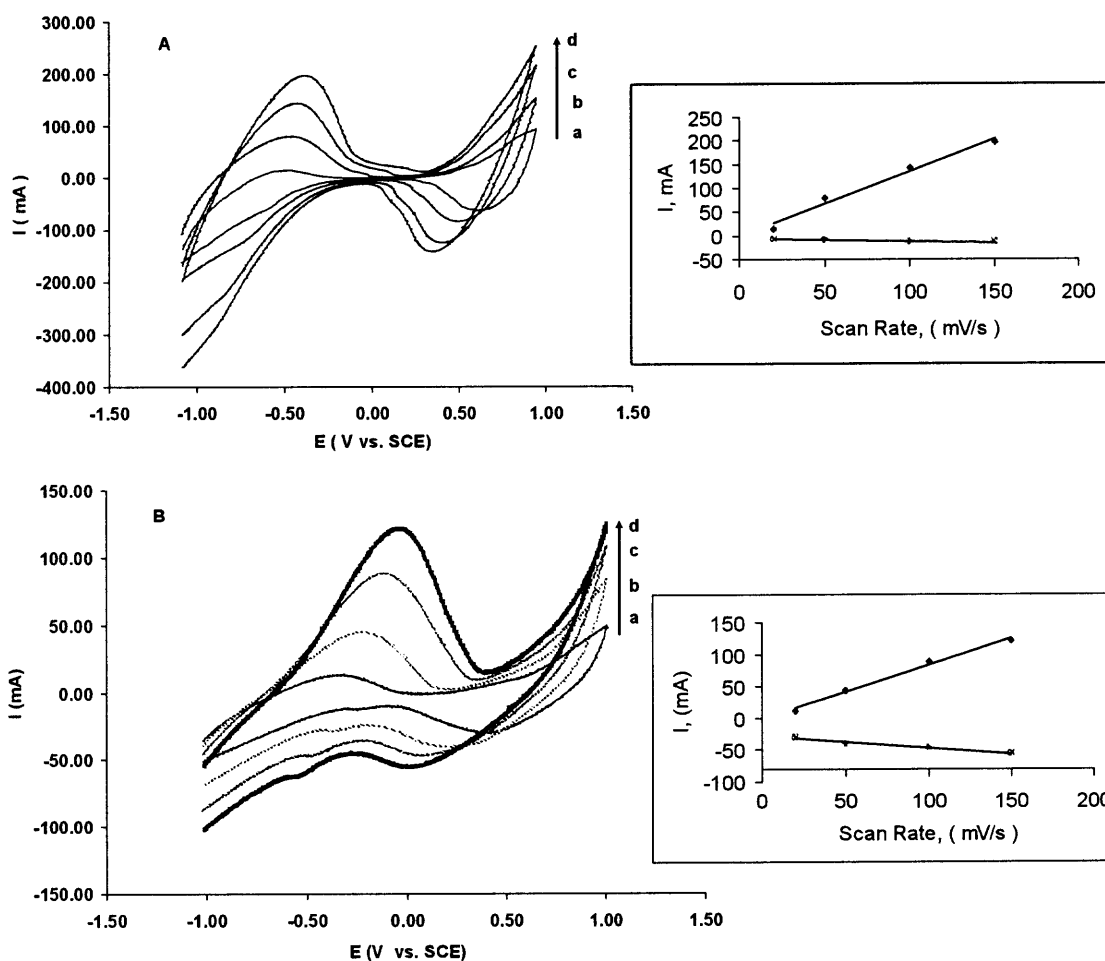 A
300.00
200.00
100.00
0.00
-100.00
-200.00
-300.00
-400.00
I ( mA )
-1.50
-1.00
-0.50
0.00
0.50
1.00
1.50
E ( V vs. SCE)
d
c
b
a
250
200
150
100
50
0
-50
I, mA
0
50
100
150
200
Scan Rate, ( mV/s )
B
150.00
100.00
50.00
0.00
-50.00
-100.00
-150.00
I (mA)
-1.50
-1.00
-0.50
0.00
0.50
1.00
1.50
E (V vs. SCE)
d
c
b
a
150
100
50
0
-50
-100
I, (mA)
0
50
100
150
200
Scan Rate, ( mV/s )